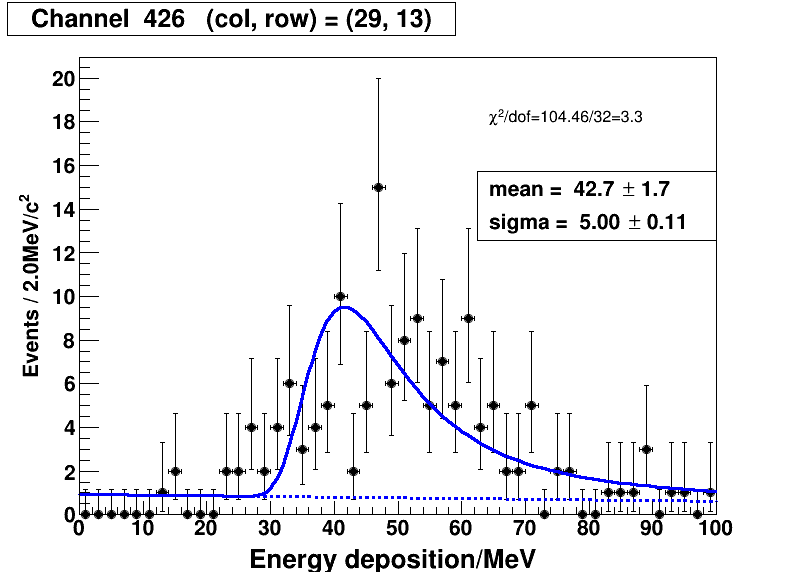 Channel 426 (col, row) = (29, 13)
χ²/dof=104.46/32=3.3
mean = 42.7 ± 1.7
sigma = 5.00 ± 0.11
Events / 2.0MeV/c²
20
18
16
14
12
10
8
6
4
2
0
0 10 20 30 40 50 60 70 80 90 100
Energy deposition/MeV